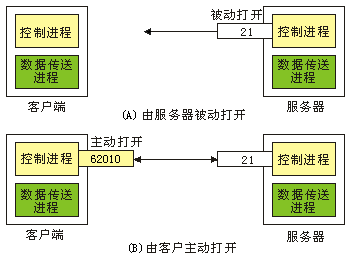 被动打开
控制进程
21
控制进程
数据传送
进程
数据传送
进程
客户端
服务器
(A)由服务器被动打开
主动打开
控制进程
62010
21
控制进程
数据传送
进程
数据传送
进程
客户端
服务器
(B)由客户主动打开